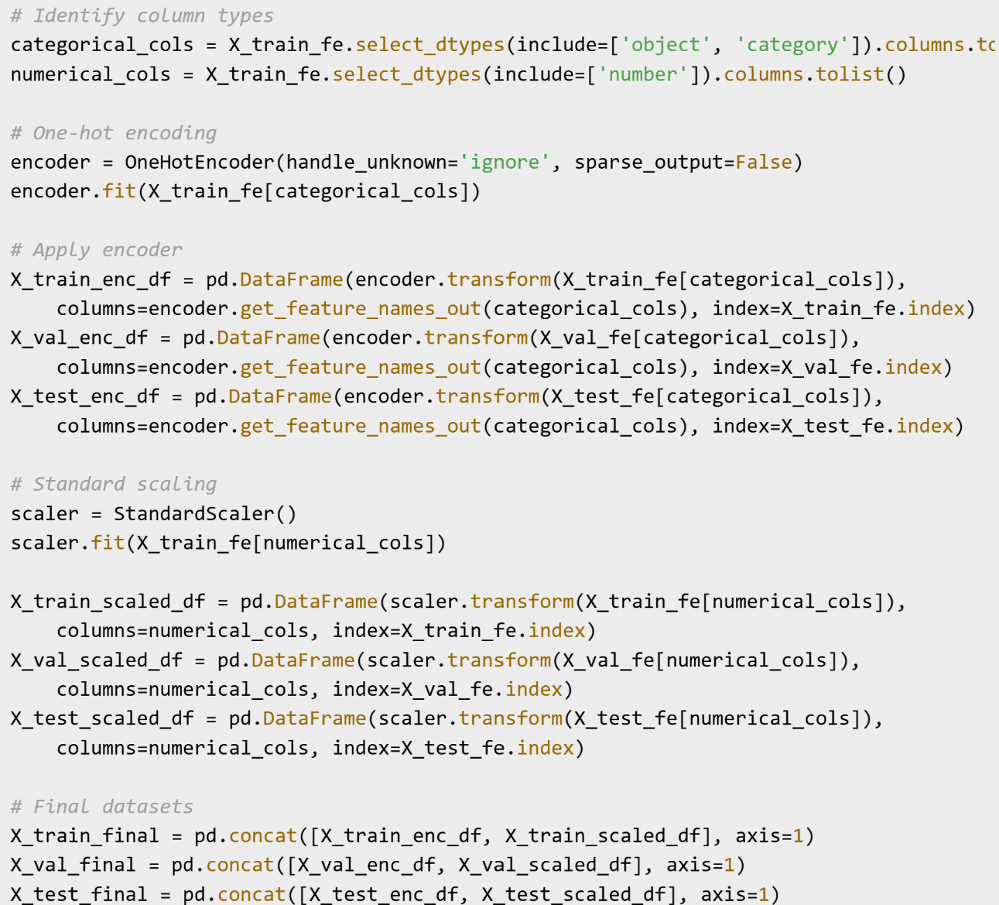 # Identify column types
categorical_cols = X_train_fe.select_dtypes(include=['object', 'category']).columns.to
numerical_cols = X_train_fe.select_dtypes(include=['number']).columns.tolist()

# One-hot encoding
encoder = OneHotEncoder(handle_unknown='ignore', sparse_output=False)
encoder.fit(X_train_fe[categorical_cols])

# Apply encoder
X_train_enc_df = pd.DataFrame(encoder.transform(X_train_fe[categorical_cols]),
    columns=encoder.get_feature_names_out(categorical_cols), index=X_train_fe.index)
X_val_enc_df = pd.DataFrame(encoder.transform(X_val_fe[categorical_cols]),
    columns=encoder.get_feature_names_out(categorical_cols), index=X_val_fe.index)
X_test_enc_df = pd.DataFrame(encoder.transform(X_test_fe[categorical_cols]),
    columns=encoder.get_feature_names_out(categorical_cols), index=X_test_fe.index)

# Standard scaling
scaler = StandardScaler()
scaler.fit(X_train_fe[numerical_cols])

X_train_scaled_df = pd.DataFrame(scaler.transform(X_train_fe[numerical_cols]),
    columns=numerical_cols, index=X_train_fe.index)
X_val_scaled_df = pd.DataFrame(scaler.transform(X_val_fe[numerical_cols]),
    columns=numerical_cols, index=X_val_fe.index)
X_test_scaled_df = pd.DataFrame(scaler.transform(X_test_fe[numerical_cols]),
    columns=numerical_cols, index=X_test_fe.index)

# Final datasets
X_train_final = pd.concat([X_train_enc_df, X_train_scaled_df], axis=1)
X_val_final = pd.concat([X_val_enc_df, X_val_scaled_df], axis=1)
X_test_final = pd.concat([X_test_enc_df, X_test_scaled_df], axis=1)